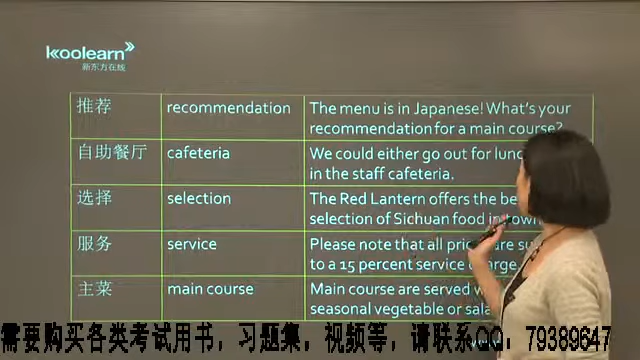 koolearn
新东方在线
推荐 recommendation The menu is in Japanese! What's your
recommendation for a main course?
自助餐厅 cafeteria We could either go out for
in the staff cafeteria.
选择 selection The Red Lantern offers the
selection of Sichuan food in town
服务 service Please note that all
to a 15 percent service
主菜 main course Main course are served
seasonal vegetable or
需要购买各类考试用书，习题集，视频等，请联系QQ：79389647